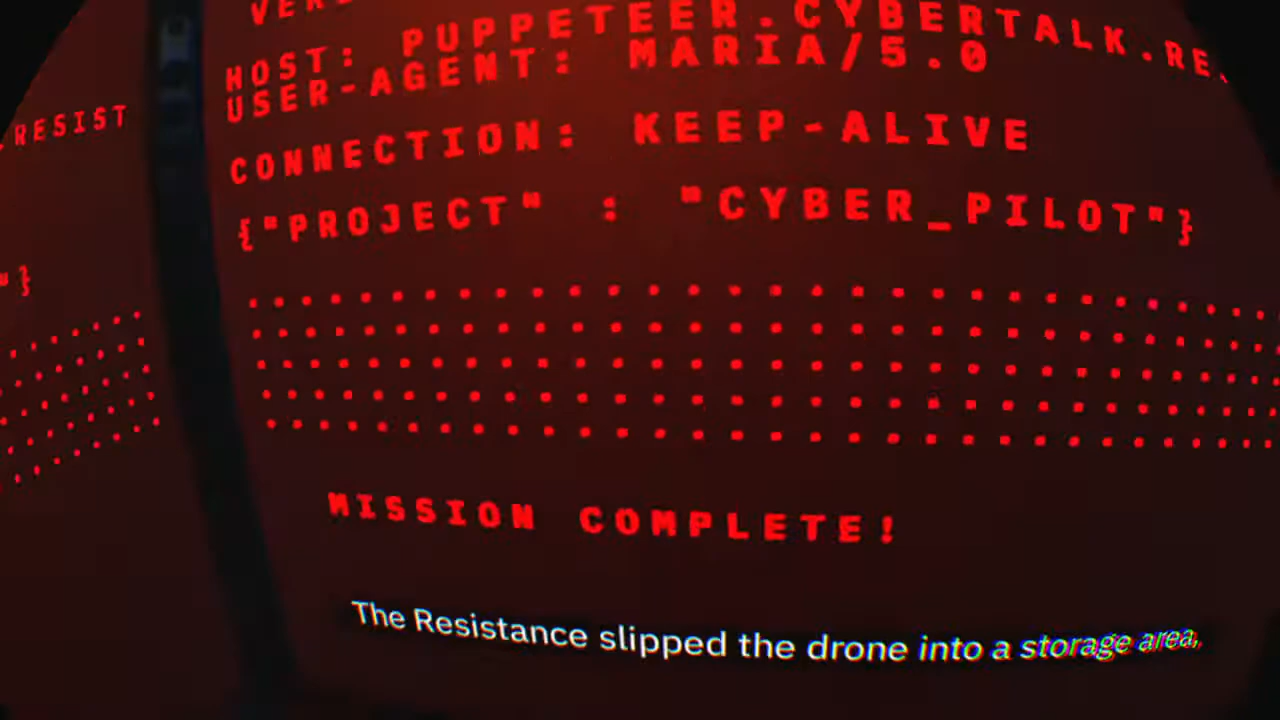 HOST: PUPPETEER.CYBERTALK.RE
USER-AGENT: MARIA/5.0
.RESIST
CONNECTION: KEEP-ALIVE
{"PROJECT" : "CYBER_PILOT"}
"}
MISSION COMPLETE!
The Resistance slipped the drone into a storage area,